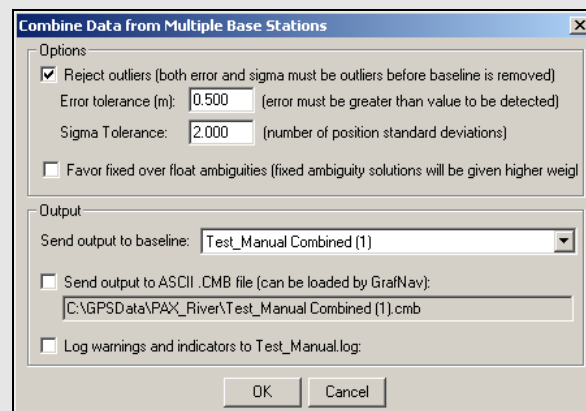 Combine Data from Multiple Base Stations
Options
Reject outliers (both error and sigma must be outliers before baseline is removed)
Error tolerance (m): 0.500 (error must be greater than value to be detected)
Sigma Tolerance: 2.000 (number of position standard deviations)
Favor fixed over float ambiguities (fixed ambiguity solutions will be given higher weigl
Output
Send output to baseline: Test_Manual Combined (1)
Send output to ASCII .CMB file (can be loaded by GrafNav):
C:\GPSData\PAX_River\Test_Manual Combined (1).cmb
Log warnings and indicators to Test_Manual.log:
OK Cancel